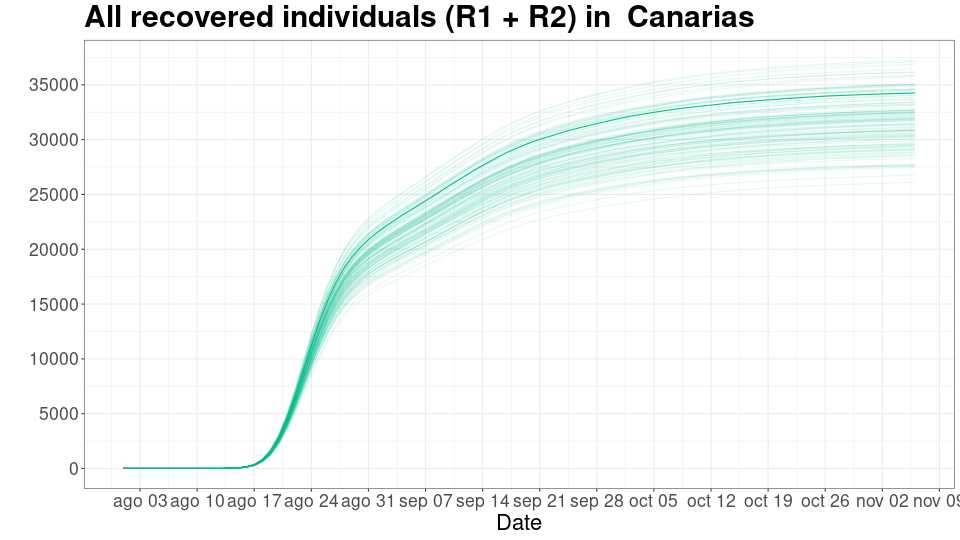 All recovered individuals (R1 + R2) in  Canarias
35000
30000
25000
20000
15000
10000
5000
0
ago 03 ago 10 ago 17 ago 24 ago 31 sep 07 sep 14 sep 21 sep 28 oct 05 oct 12 oct 19 oct 26 nov 02 nov 09
Date